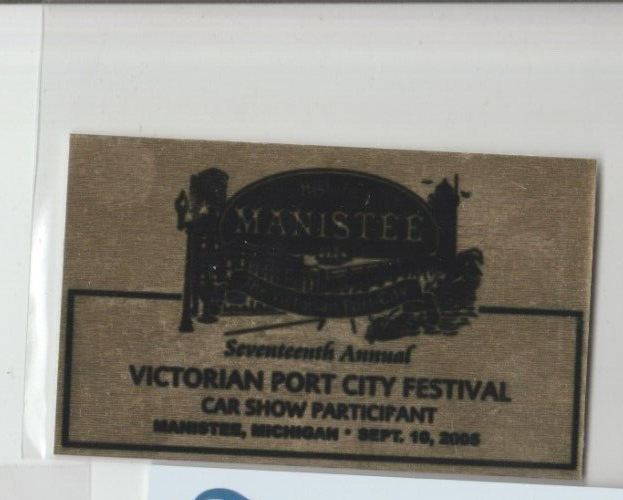 MANISTEE
Seventeenth Annual
VICTORIAN PORT CITY FESTIVAL
CAR SHOW PARTICIPANT
MANISTEE, MICHIGAN * SEPT. 10, 2005